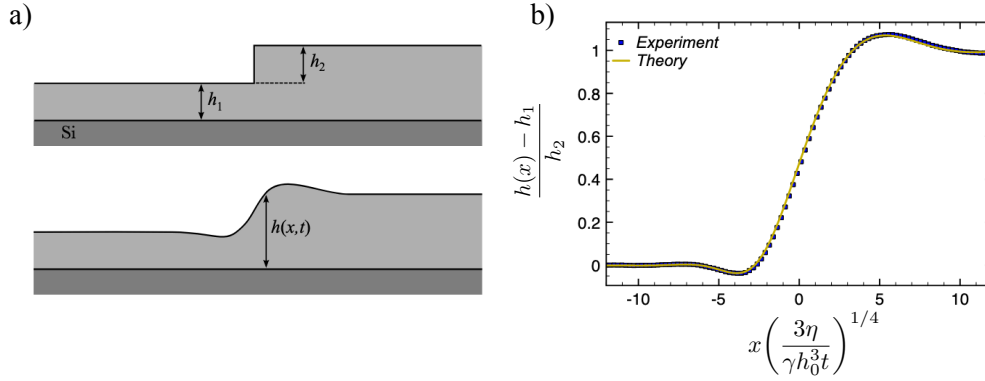 a)
h₂
h₁
Si
h(x,t)
b)
Experiment
Theory
1
0.8
0.6
0.4
0.2
0
-10 -5 0 5 10
(h(x) − h₁) / h₂
x (3η / γh₀³t)^1/4